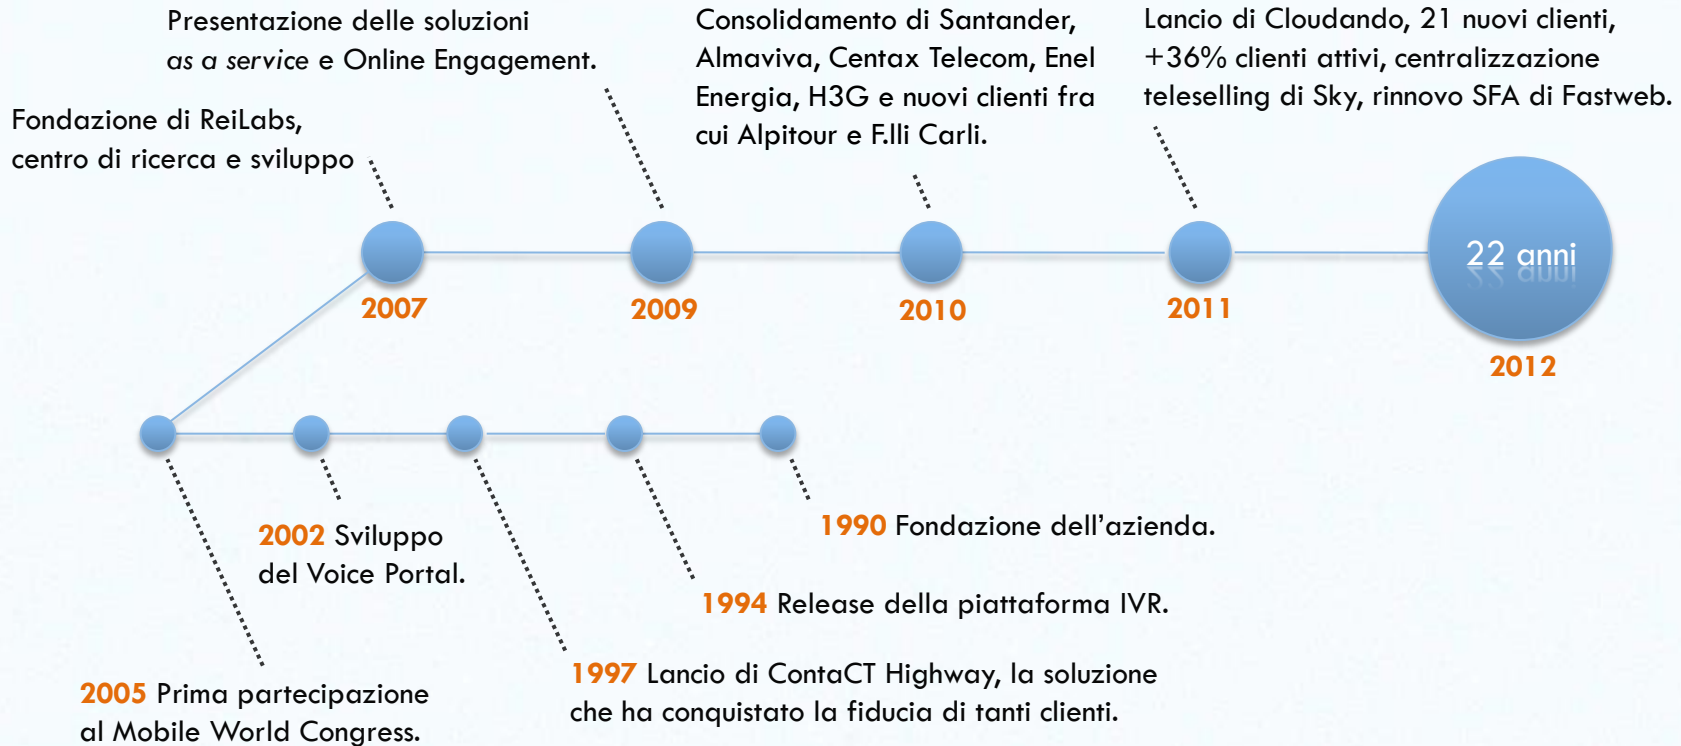 Presentazione delle soluzioni
as a service e Online Engagement.
Consolidamento di Santander,
Almaviva, Centax Telecom, Enel
Energia, H3G e nuovi clienti fra
cui Alpitour e F.lli Carli.
Lancio di Cloudando, 21 nuovi clienti,
+36% clienti attivi, centralizzazione
teleselling di Sky, rinnovo SFA di Fastweb.
Fondazione di ReiLabs,
centro di ricerca e sviluppo
22 anni
2007
2009
2010
2011
2012
1990 Fondazione dell’azienda.
2002 Sviluppo
del Voice Portal.
1994 Release della piattaforma IVR.
1997 Lancio di ContaCT Highway, la soluzione
che ha conquistato la fiducia di tanti clienti.
2005 Prima partecipazione
al Mobile World Congress.